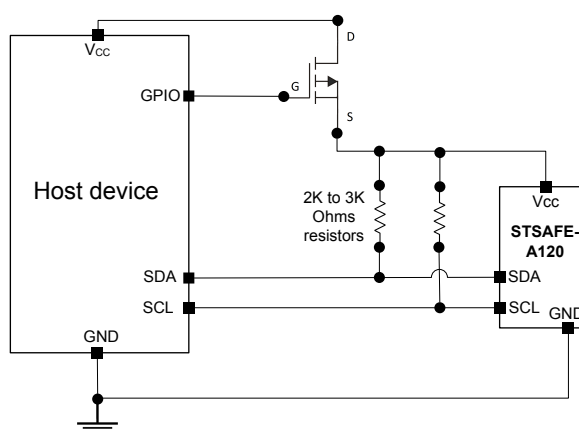 D
VCC
G
GPIO
S
Host device
2K to 3K
Ohms
resistors
Vcc
STSAFE-
A120
SDA
SDA
SCL
SCL
GND
GND